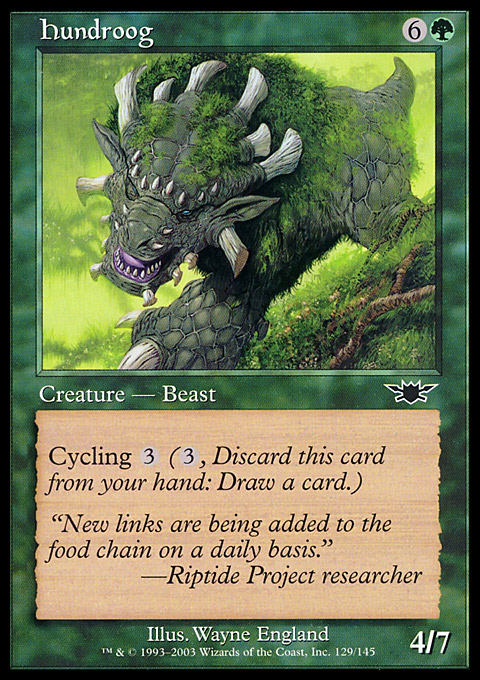 Hundroog 6
Creature — Beast
Cycling 3 (3, Discard this card
from your hand: Draw a card.)
“New links are being added to the
food chain on a daily basis.”
—Riptide Project researcher
Illus. Wayne England
4/7
™ & © 1993–2003 Wizards of the Coast, Inc. 129/145